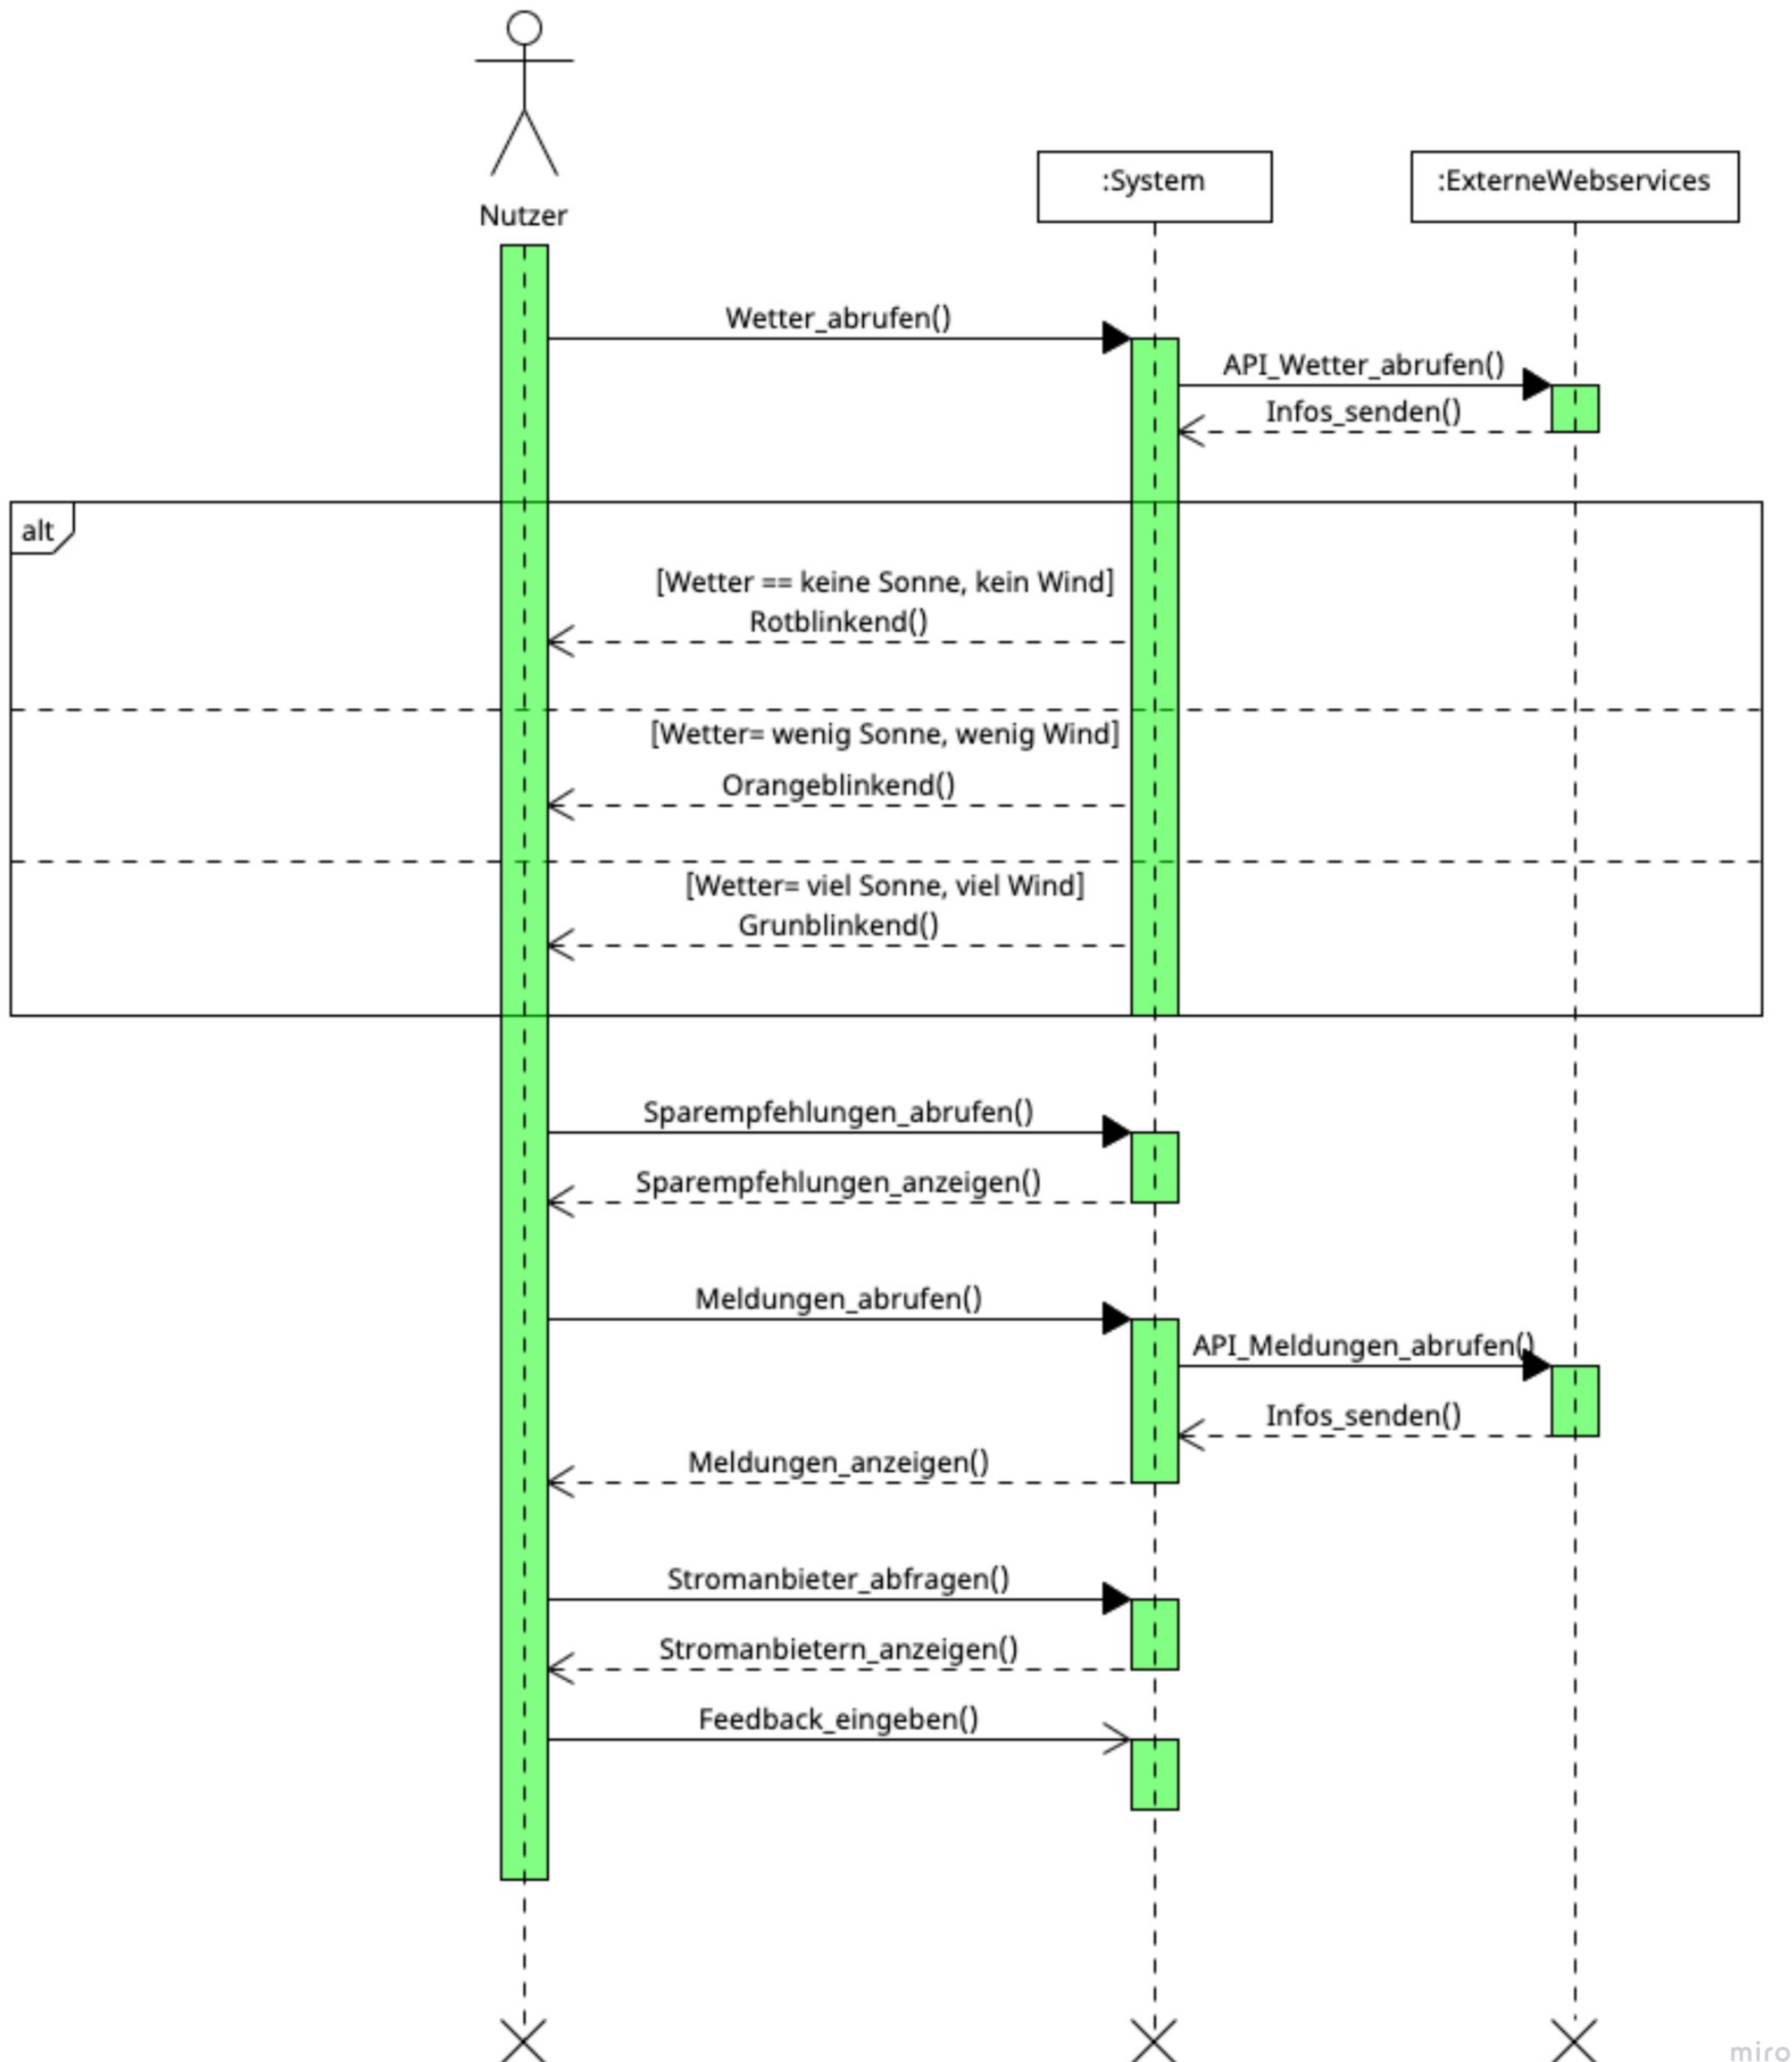 Nutzer
:System
:ExterneWebservices
Wetter_abrufen()
API_Wetter_abrufen()
Infos_senden()
alt
[Wetter == keine Sonne, kein Wind]
Rotblinkend()
[Wetter= wenig Sonne, wenig Wind]
Orangeblinkend()
[Wetter= viel Sonne, viel Wind]
Grunblinkend()
Sparempfehlungen_abrufen()
Sparempfehlungen_anzeigen()
Meldungen_abrufen()
API_Meldungen_abrufen()
Infos_senden()
Meldungen_anzeigen()
Stromanbieter_abfragen()
Stromanbietern_anzeigen()
Feedback_eingeben()
miro